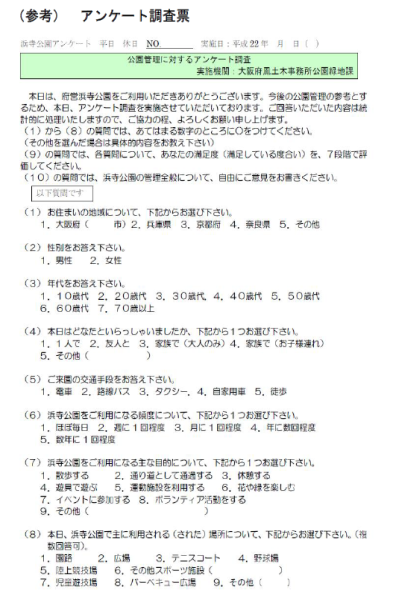 （参考）　アンケート調査票
浜寺公園アンケート　平日　休日　NO　　　　　実施日：平成22年　月　日（　）
公園管理に対するアンケート調査
実施機関：大阪府鳳土木事務所公園緑地課
本日は、府営浜寺公園をご利用いただきありがとうございます。今後の公園管理の参考とす
るため、本日、アンケート調査を実施させていただいております。ご回答いただいた内容は統
計的に処理いたしますので、ご協力の程、よろしくお願い申し上げます。
（1）から（8）の質問では、あてはまる数字のところに○をつけてください。
（その他を選んだ場合は具体的内容をお教え下さい）
（9）の質問では、各質問について、あなたの満足度（満足している度合い）を、7段階で評
価してください。
（10）の質問では、浜寺公園の管理全般について、自由にご意見をお書きください。
以下質問です
（1）お住まいの地域について、下記からお選び下さい。
1．大阪府（　　　市）2．兵庫県　3．京都府　4．奈良県　5．その他
（2）性別をお答え下さい。
1．男性　　2．女性
（3）年代をお答え下さい。
1．10歳代　2．20歳代　3．30歳代　4．40歳代　5．50歳代
6．60歳代　7．70歳以上
（4）本日はどなたといらっしゃいましたか、下記から1つお選び下さい。
1．1人で　2．友人と　3．家族で（大人のみ）4．家族で（お子様連れ）
5．その他（　　　　　　　　）
（5）ご来園の交通手段をお答え下さい。
1．電車　2．路線バス　3．タクシー．4．自家用車　5．徒歩
（6）浜寺公園をご利用になる頻度について、下記から1つお選び下さい。
1．ほぼ毎日　2．週に1回程度　3．月に1回程度　4．年に数回程度
5．数年に1回程度
（7）浜寺公園をご利用になる主な目的について、下記から1つお選び下さい。
1．散歩する　　2．通り道として通過する　3．休憩する
4．遊具で遊ぶ　　5．運動施設を利用する　　6．花や緑を楽しむ
7．イベントに参加する　8．ボランティア活動をする
9．その他（　　　　　　　　　　　　　）
（8）本日、浜寺公園で主に利用される（された）場所について、下記からお選び下さい。（複
数回答可）．
1．園路　　2．広場　　3．テニスコート　　4．野球場
5．陸上競技場　6．その他スポーツ施設（　　　　　　　　）
7．児童遊技場　8．バーベキュー広場　9．その他（　　　）